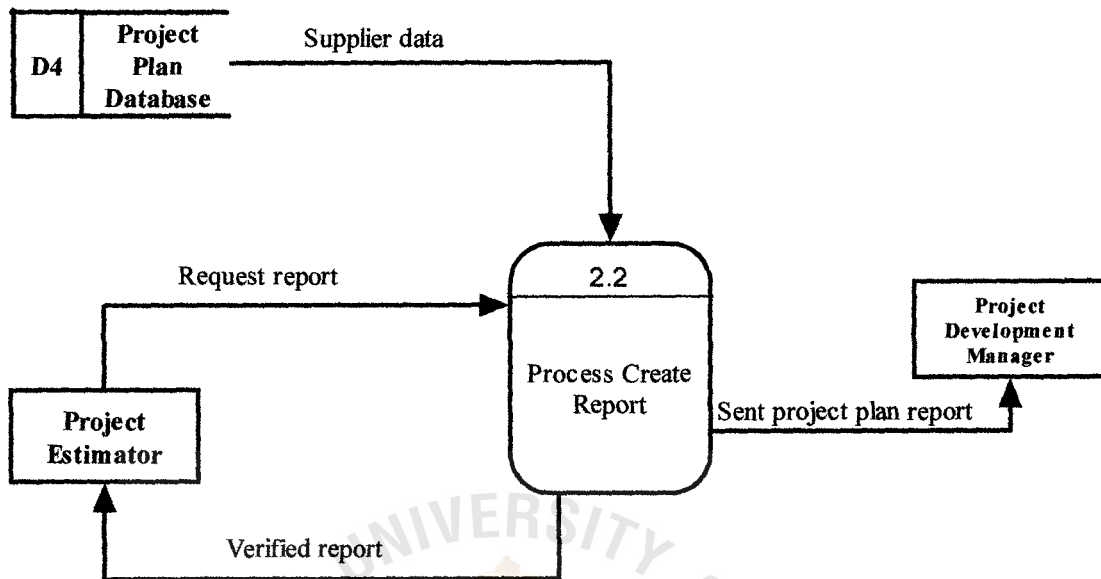 D4
Project
Plan
Database
Supplier data
Request report
2.2
Process Create
Report
Project
Development
Manager
Sent project plan report
Project
Estimator
Verified report
UNIVERSITY